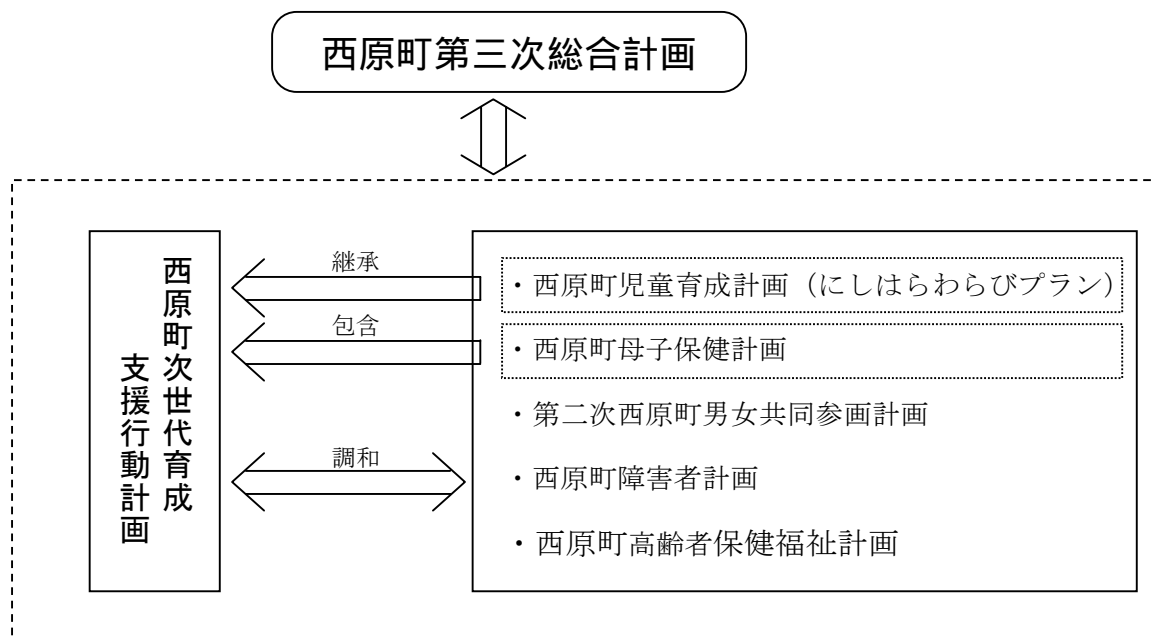 西原町第三次総合計画
西原町次世代育成
支援行動計画
継承
包含
調和
・西原町児童育成計画（にしはらわらびプラン）
・西原町母子保健計画
・第二次西原町男女共同参画計画
・西原町障害者計画
・西原町高齢者保健福祉計画